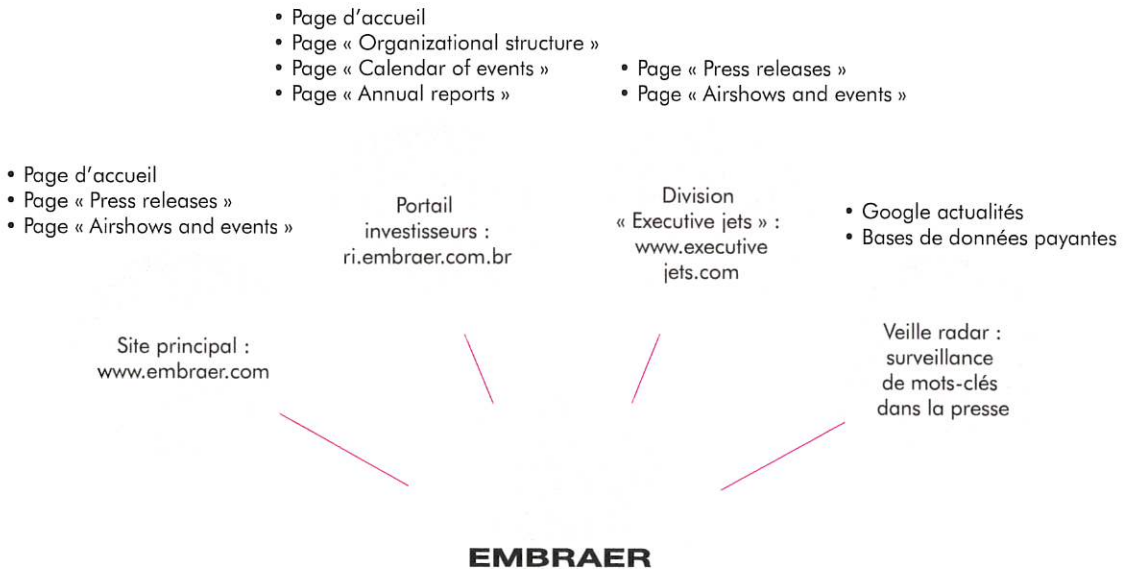 • Page d'accueil
• Page « Organizational structure »
• Page « Calendar of events »
• Page « Annual reports »
• Page « Press releases »
• Page « Airshows and events »
• Page d'accueil
• Page « Press releases »
• Page « Airshows and events »
Portail
investisseurs :
ri.embraer.com.br
Division
« Executive jets » :
www.executive
jets.com
• Google actualités
• Bases de données payantes
Site principal :
www.embraer.com
Veille radar :
surveillance
de mots-clés
dans la presse
EMBRAER